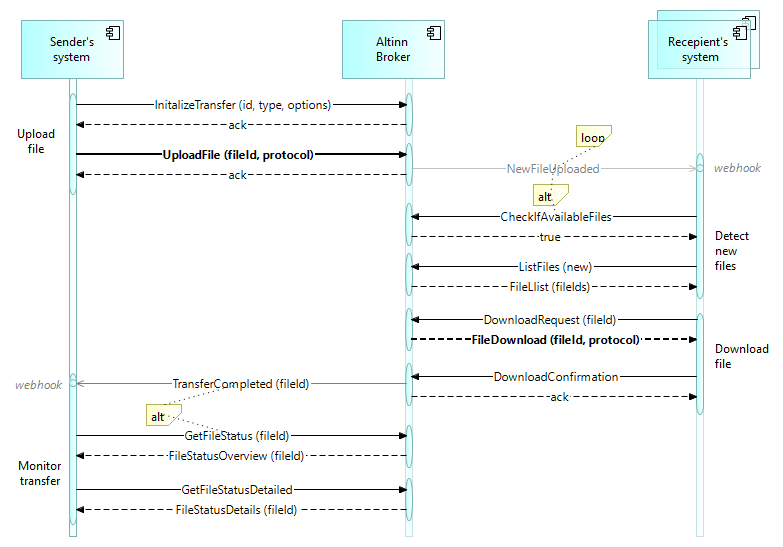 Sender's
system
Altinn
Broker
Recepient's
system
InitalizeTransfer (id, type, options)
ack
Upload
file
loop
UploadFile (fileId, protocol)
NewFileUploaded
webhook
ack
alt
CheckIfAvailableFiles
true
Detect
new
files
ListFiles (new)
FileLlist (fileIds)
DownloadRequest (fileId)
FileDownload (fileId, protocol)
Download
file
DownloadConfirmation
webhook
TransferCompleted (fileId)
ack
alt
GetFileStatus (fileId)
FileStatusOverview (fileId)
Monitor
transfer
GetFileStatusDetailed
FileStatusDetails (fileId)